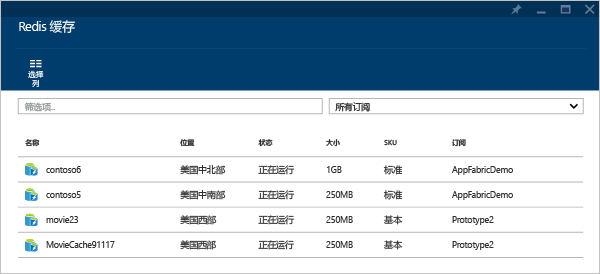 Redis 缓存
选择
列
筛选项...
所有订阅
名称 位置 状态 大小 SKU 订阅
contoso6 美国中北部 正在运行 1GB 标准 AppFabricDemo
contoso5 美国中南部 正在运行 250MB 标准 AppFabricDemo
movie23 美国西部 正在运行 250MB 基本 Prototype2
MovieCache91117 美国西部 正在运行 250MB 基本 Prototype2